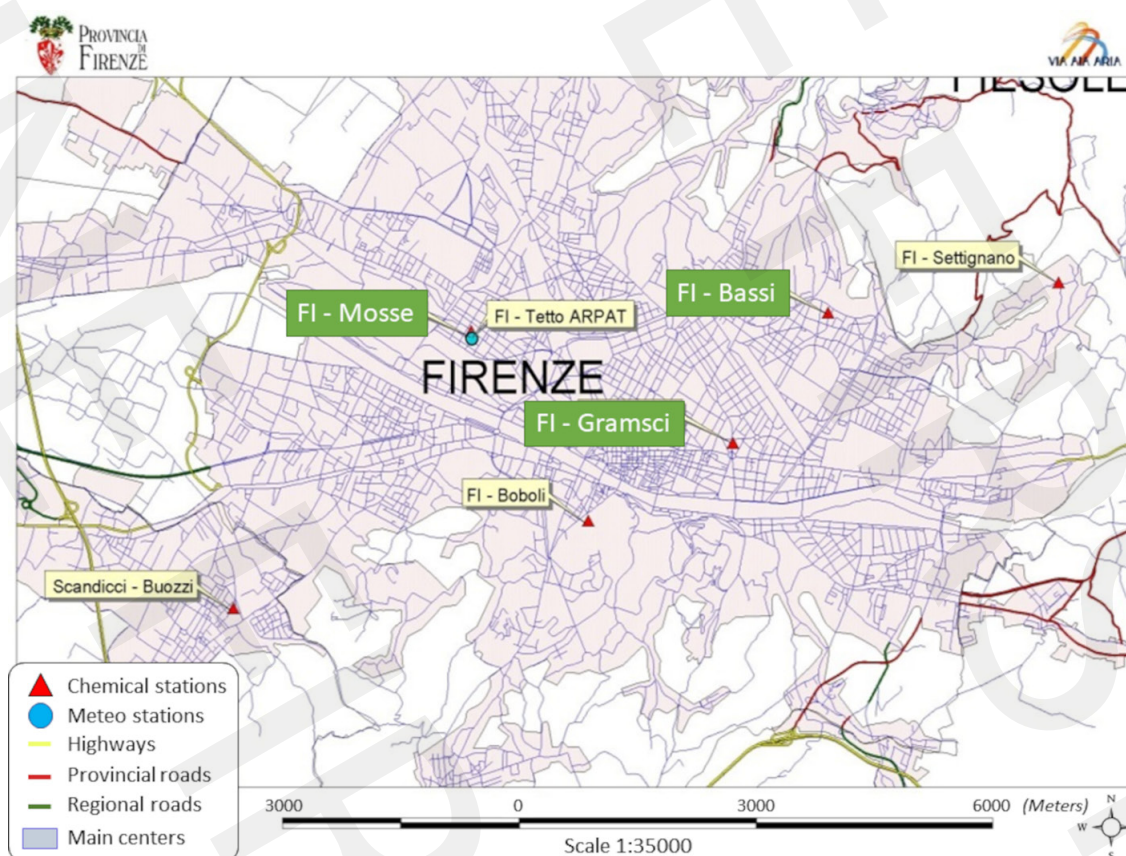 PROVINCIA
DI
FIRENZE
VIA AIA ARIA
FIESOLE
FI - Settignano
FI - Bassi
FI - Mosse
FI - Tetto ARPAT
FIRENZE
FI - Gramsci
FI - Boboli
Scandicci - Buozzi
Chemical stations
Meteo stations
Highways
Provincial roads
Regional roads
Main centers
3000 0 3000 6000 (Meters)
Scale 1:35000
N
W
S